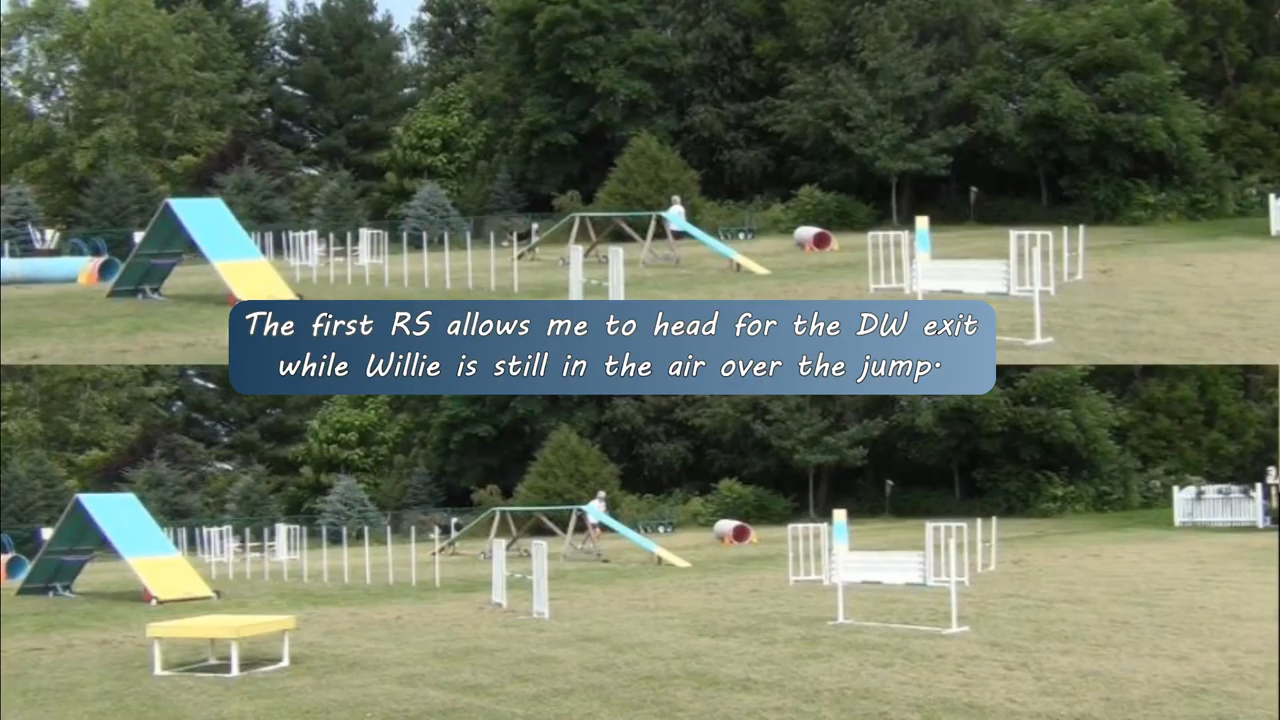 The first RS allows me to head for the DW exit
while Willie is still in the air over the jump.